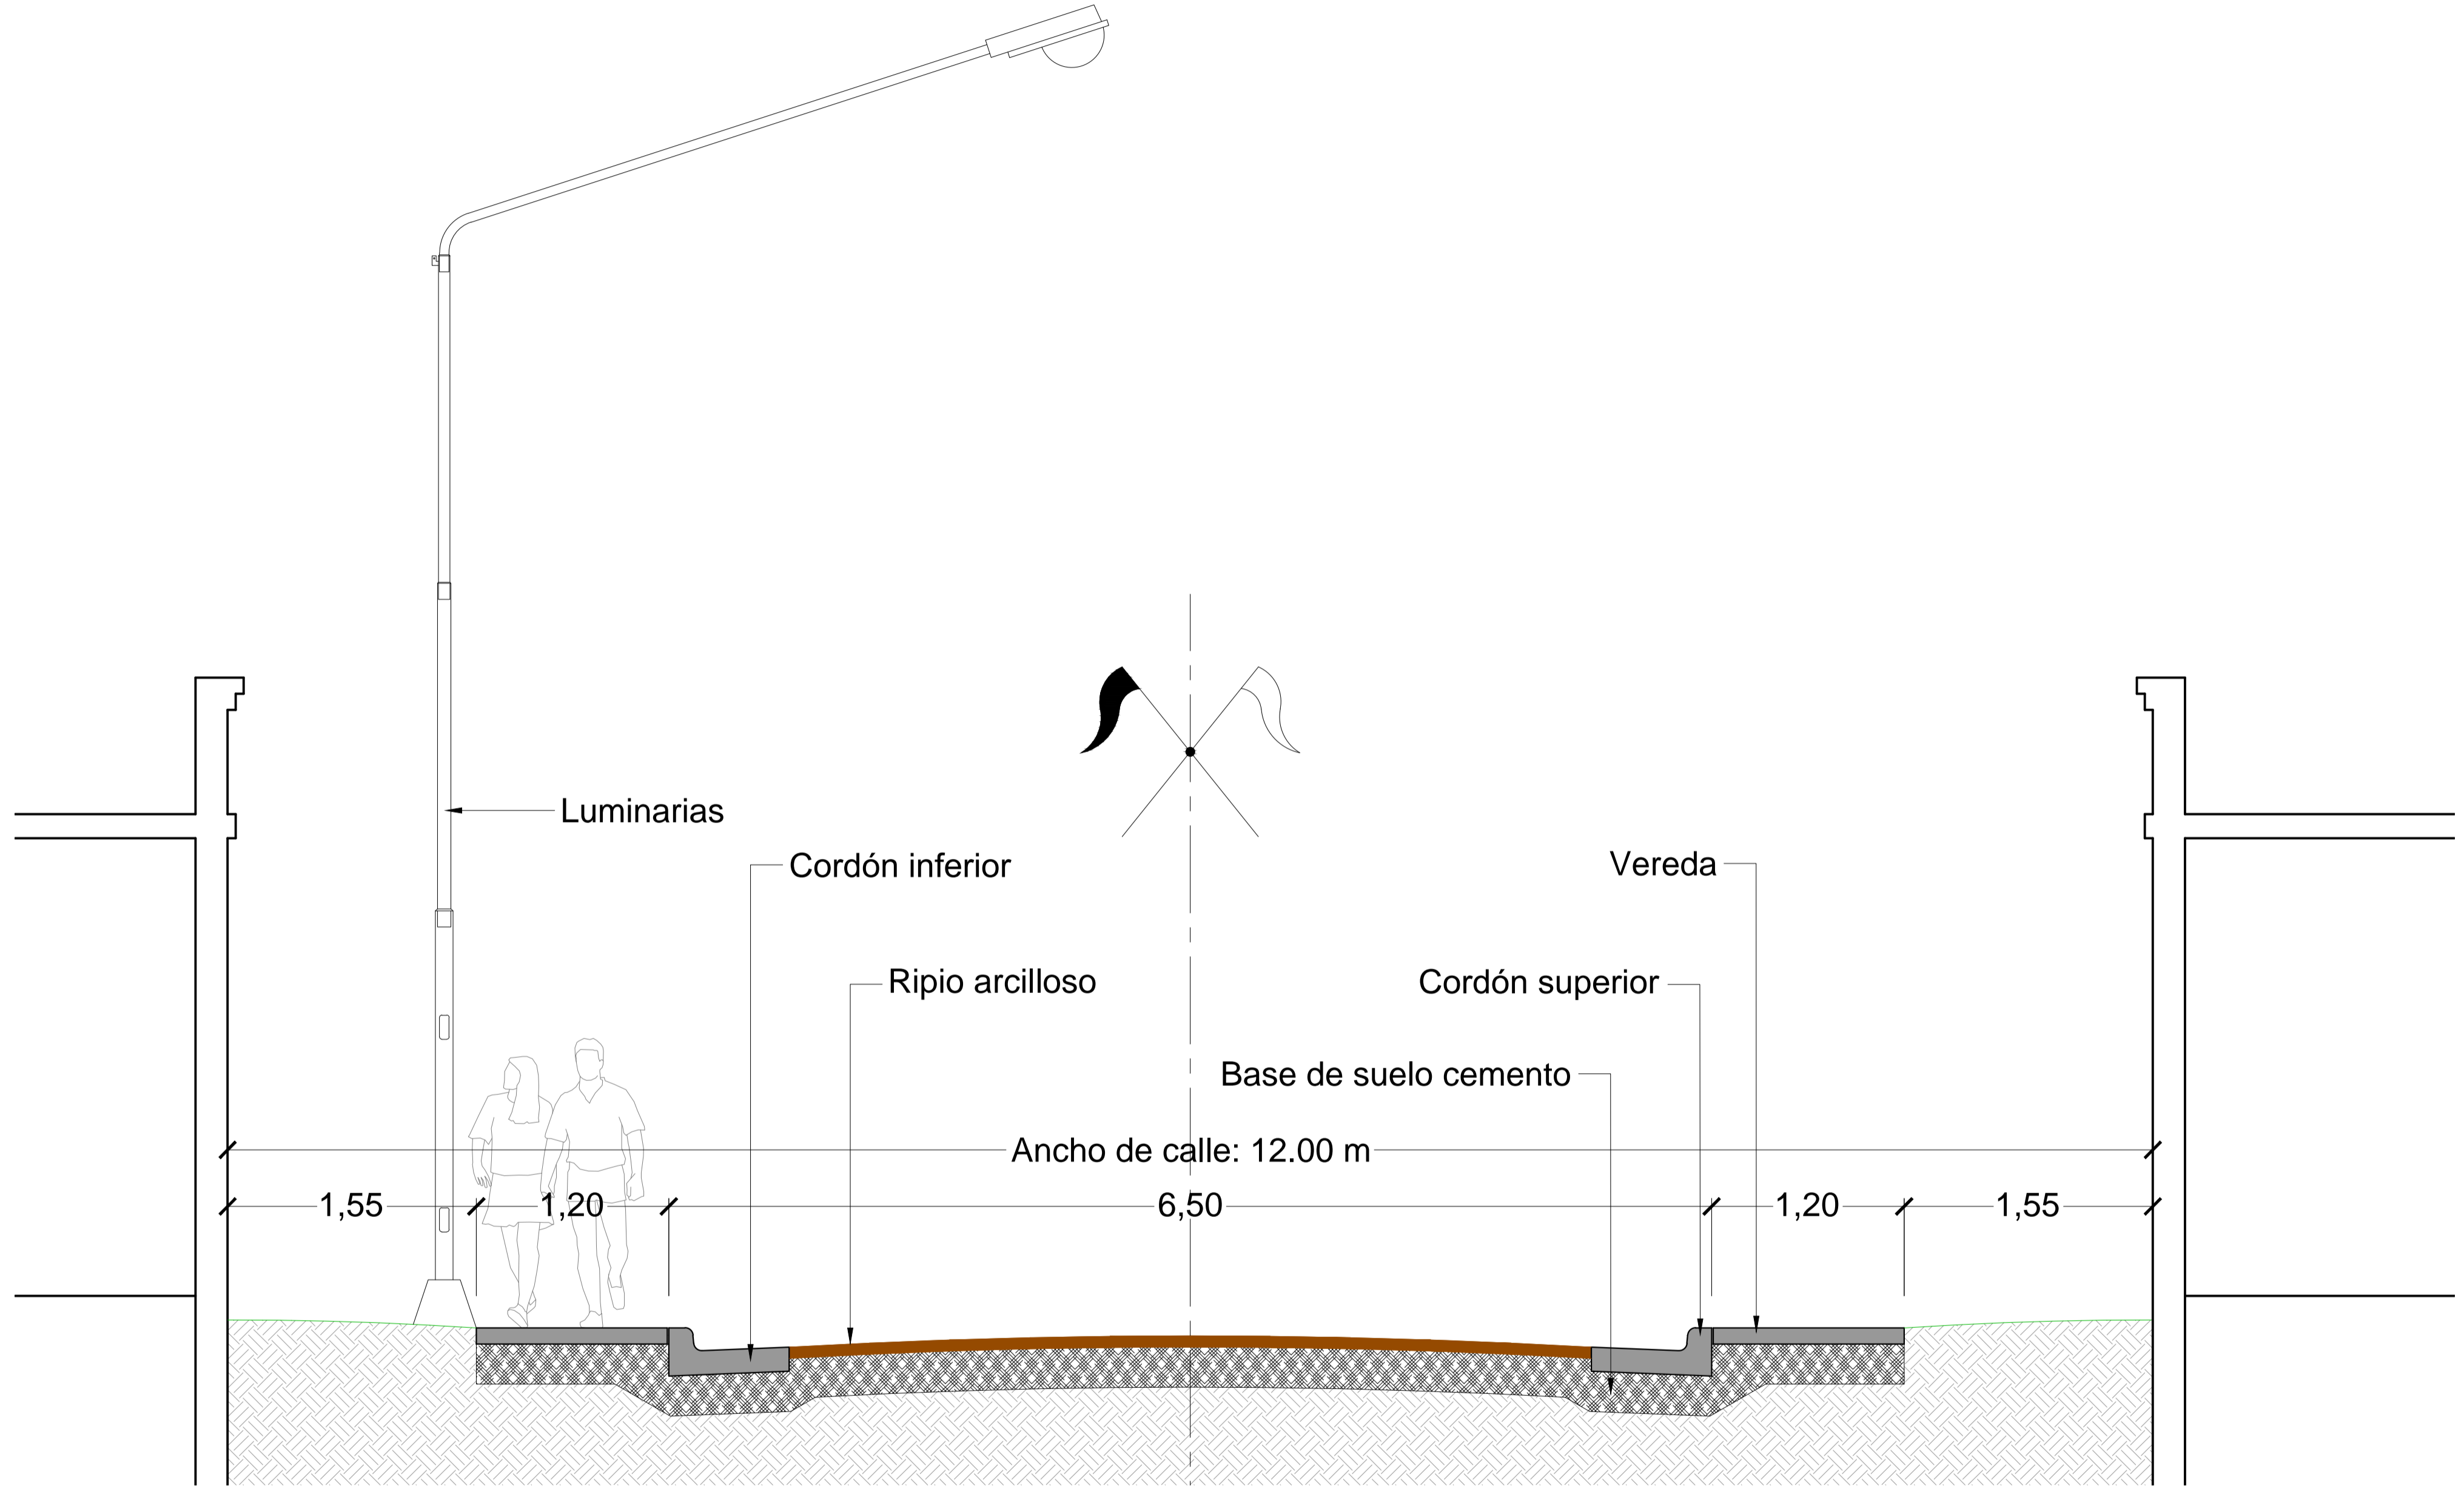 Luminarias
Cordón inferior
Vereda
Ripio arcilloso
Cordón superior
Base de suelo cemento
Ancho de calle: 12.00 m
1,55
1,20
6,50
1,20
1,55